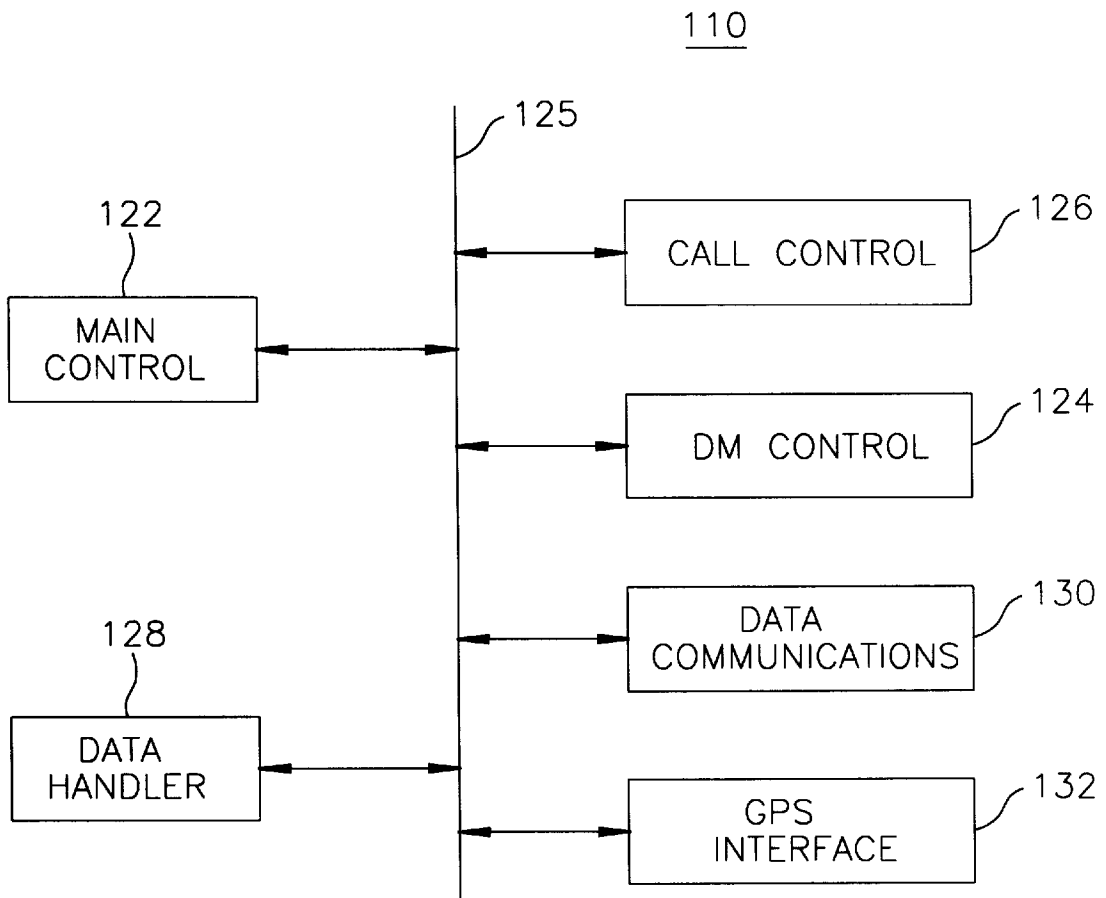 110
125
122
126
CALL CONTROL
MAIN
CONTROL
124
DM CONTROL
130
DATA
COMMUNICATIONS
128
DATA
HANDLER
132
GPS
INTERFACE